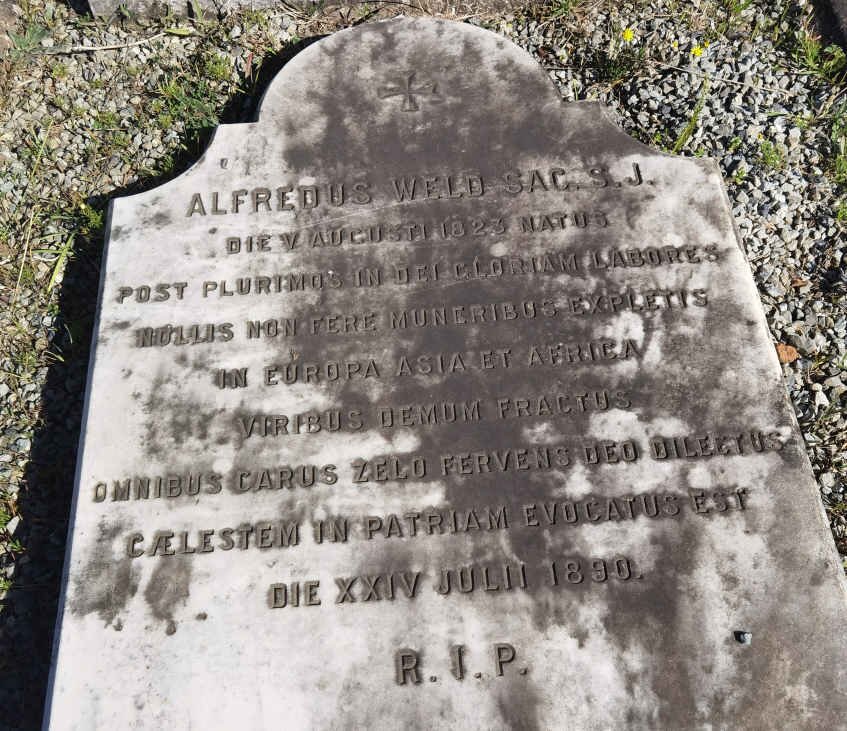 ALFREDUS WELD SAC. S. J.
DIE V. AUGUSTI 1823 NATUS
POST PLURIMOS IN DEI GLORIAM LABORES
NULLIS NON FERE MUNERIBUS EXPLETIS
IN EUROPA ASIA ET AFRICA
VIRIBUS DEMUM FRACTUS
OMNIBUS CARUS ZELO FERVENS DEO DILECTUS
CÆLESTEM IN PATRIAM EVOCATUS EST
DIE XXIV JULII 1890.
R. I. P.